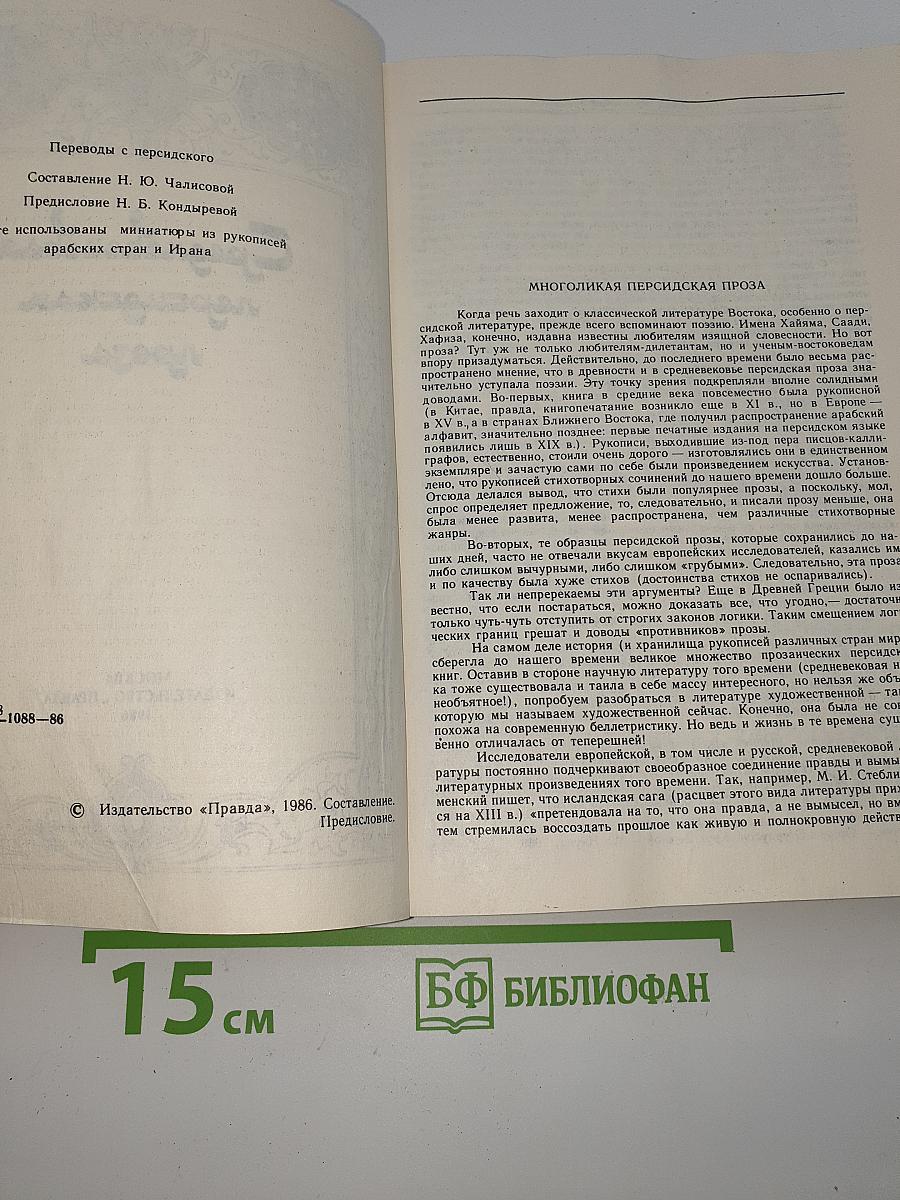 Переводы с персидского
Составление Н. Ю. Чалисовой
Предисловие Н. Б. Кондыревой
использованы миниатюры из рукописей
арабских стран и Ирана
–1088—86
© Издательство «Правда», 1986. Составление.
Предисловие.
МНОГОЛИКАЯ ПЕРСИДСКАЯ ПРОЗА
Когда речь заходит о классической литературе Востока, особенно о пер-
сидской литературе, прежде всего вспоминают поэзию. Имена Хайяма, Саади,
Хафиза, конечно, издавна известны любителям изящной словесности. Но вот
проза? Тут уж не только любителям-дилетантам, но и ученым-востоковедам
впору призадуматься. Действительно, до последнего времени было весьма рас-
пространено мнение, что в древности и в средневековье персидская проза зна-
чительно уступала поэзии. Эту точку зрения подкрепляли вполне солидными
доводами. Во-первых, книга в средние века повсеместно была рукописной
(в Китае, правда, книгопечатание возникло еще в XI в., но в Европе —
в XV в., а в странах Ближнего Востока, где получил распространение арабский
алфавит, значительно позднее: первые печатные издания на персидском языке
появились лишь в XIX в.). Рукописи, выходившие из-под пера писцов-калли-
графов, естественно, стоили очень дорого — изготовлялись они в единственном
экземпляре и зачастую сами по себе были произведением искусства. Установ-
лено, что рукописей стихотворных сочинений до нашего времени дошло больше.
Отсюда делался вывод, что стихи были популярнее прозы, а поскольку, мол,
спрос определяет предложение, то, следовательно, и писали прозу меньше, она
была менее развита, менее распространена, чем различные стихотворные
жанры.
Во-вторых, те образцы персидской прозы, которые сохранились до на-
ших дней, часто не отвечали вкусам европейских исследователей, казались им
либо слишком вычурными, либо слишком «грубыми». Следовательно, эта проза
и по качеству была хуже стихов (достоинства стихов не оспаривались).
Так ли непререкаемы эти аргументы? Еще в Древней Греции было из
вестно, что если постараться, можно доказать все, что угодно,— достаточн
только чуть-чуть отступить от строгих законов логики. Таким смещением лог
ческих границ грешат и доводы «противников» прозы.
На самом деле история (и хранилища рукописей различных стран мир
сберегла до нашего времени великое множество прозаических персидск
книг. Оставив в стороне научную литературу того времени (средневековая н
ка тоже существовала и таила в себе массу интересного, но нельзя же объ
необъятное!), попробуем разобраться в литературе художественной — та
которую мы называем художественной сейчас. Конечно, она была не со
похожа на современную беллетристику. Но ведь и жизнь в те времена сущ
венно отличалась от теперешней!
Исследователи европейской, в том числе и русской, средневековой
ратуры постоянно подчеркивают своеобразное соединение правды и вымы
литературных произведениях того времени. Так, например, М. И. Стебли
менский пишет, что исландская сага (расцвет этого вида литературы прих
ся на XIII в.) «претендовала на то, что она правда, а не вымысел, но вм
тем стремилась воссоздать прошлое как живую и полнокровную действ
15 см
БФ БИБЛИОФАН